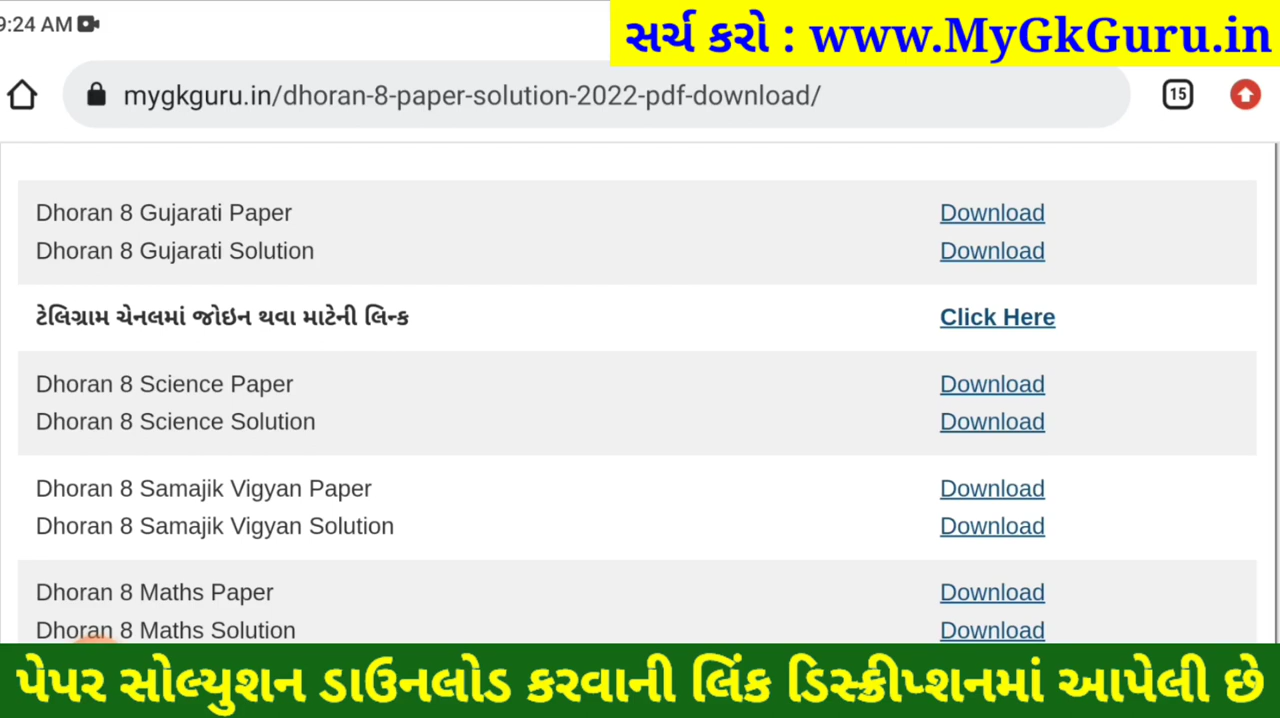 9:24 AM
સર્ચ કરો : www.MyGkGuru.in
mygkguru.in/dhoran-8-paper-solution-2022-pdf-download/
15
Dhoran 8 Gujarati Paper Download
Dhoran 8 Gujarati Solution Download
ટેલિગ્રામ ચેનલમાં જોઇન થવા માટેની લિન્ક Click Here
Dhoran 8 Science Paper Download
Dhoran 8 Science Solution Download
Dhoran 8 Samajik Vigyan Paper Download
Dhoran 8 Samajik Vigyan Solution Download
Dhoran 8 Maths Paper Download
Dhoran 8 Maths Solution Download
પેપર સોલ્યુશન ડાઉનલોડ કરવાની લિંક ડિસ્ક્રીપ્શનમાં આપેલી છે